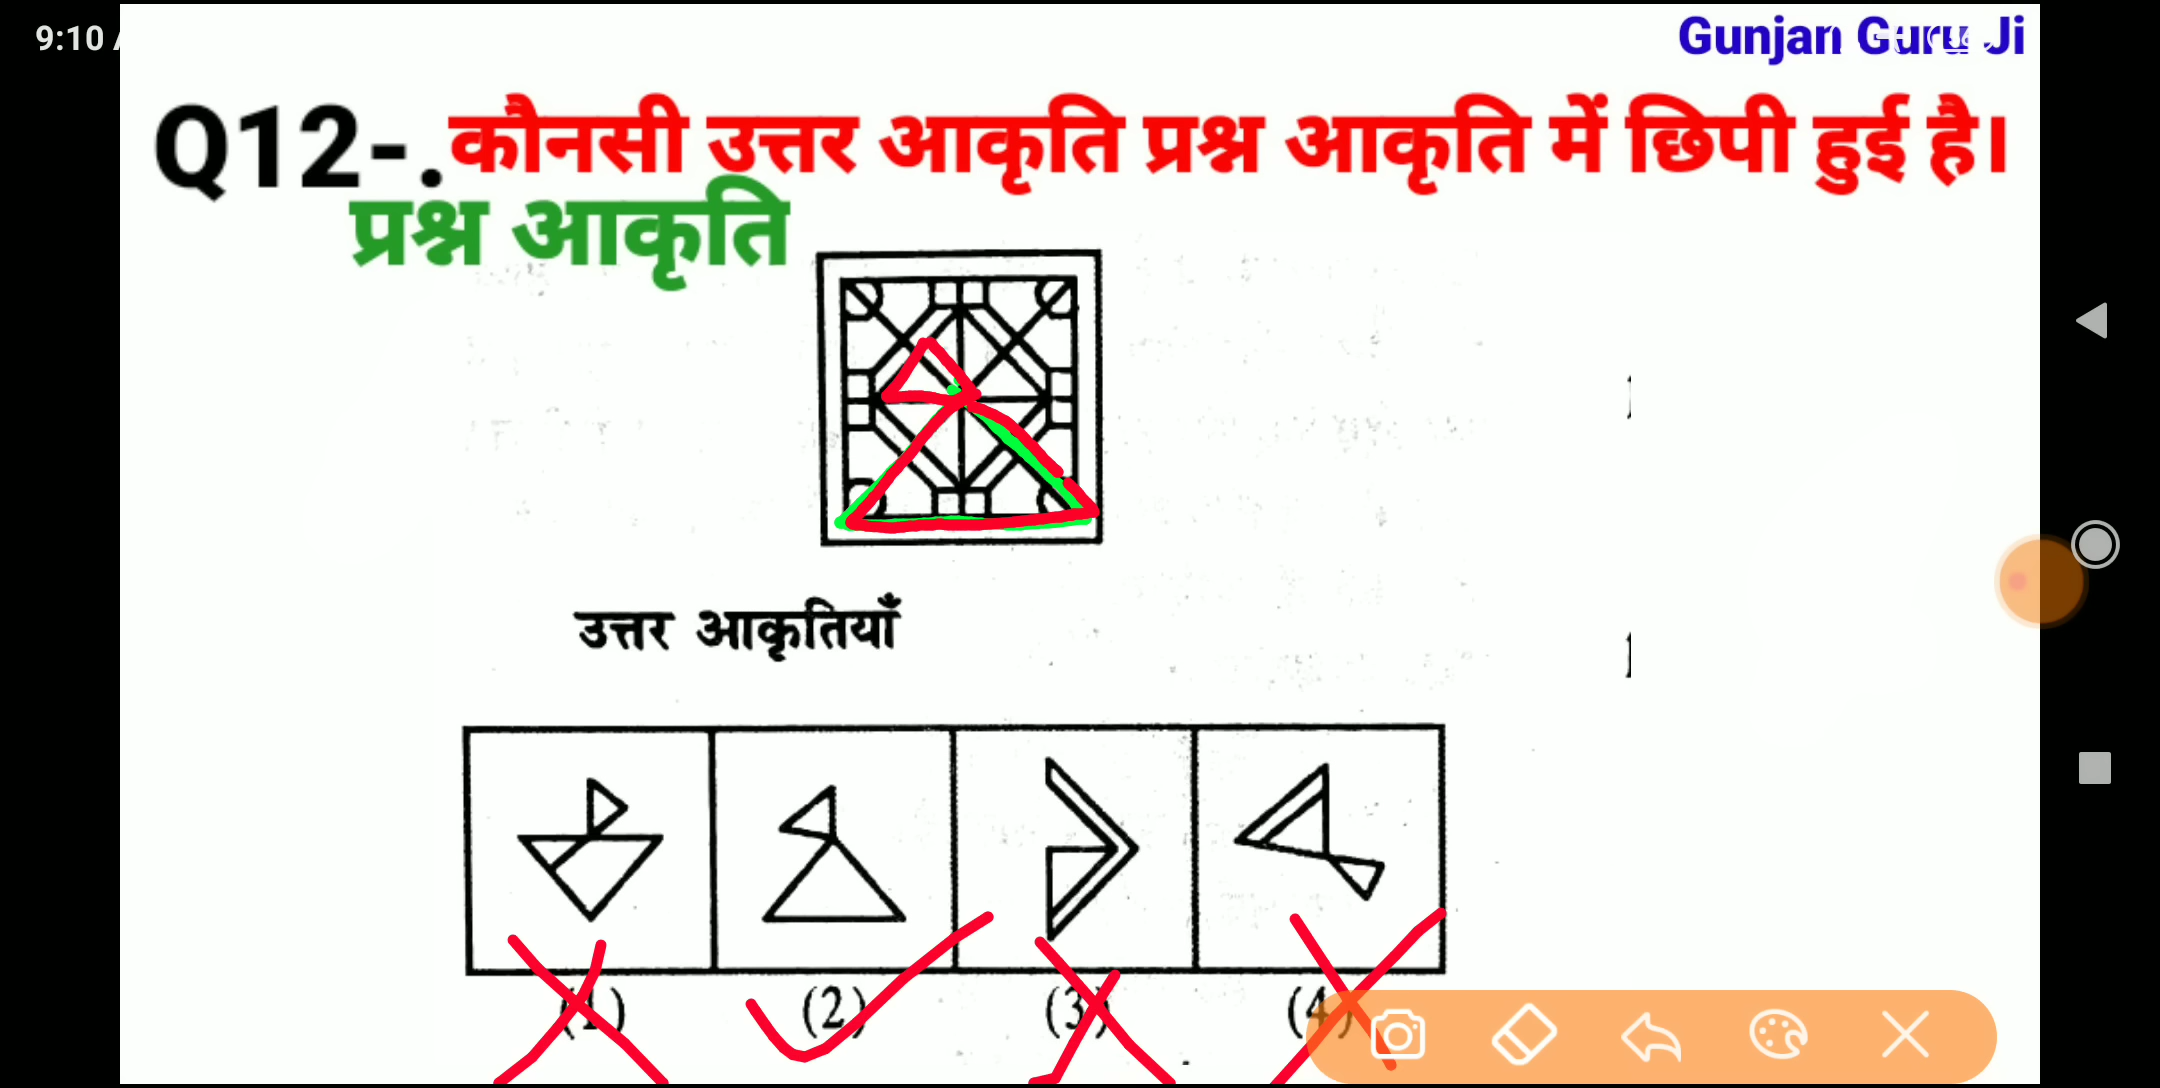 9:10
Gunjan Guru Ji
Q12-.कौनसी उत्तर आकृति प्रश्न आकृति में छिपी हुई है।
प्रश्न आकृति
उत्तर आकृतियाँ
(1) (2) (3) (4)